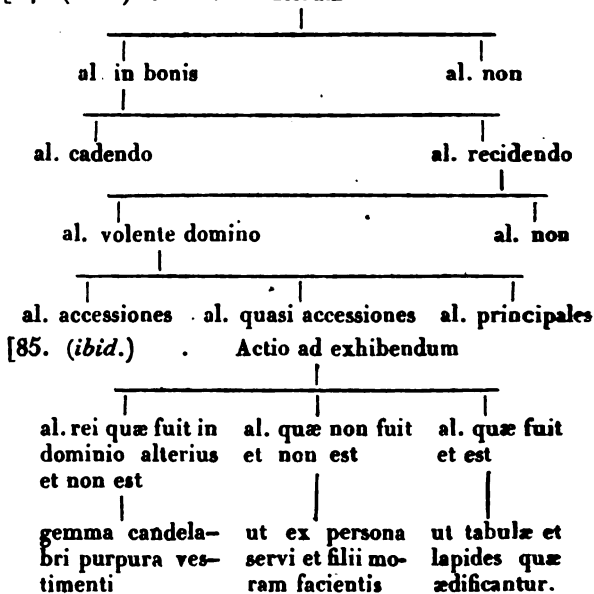 al. in bonis al. non
al. cadendo al. recidendo
al. volente domino al. non
al. accessiones al. quasi accessiones al. principales
[85. (ibid.) . Actio ad exhibendum
al. rei quæ fuit in
dominio alterius
et non est
al. quæ non fuit
et non est
al. quæ fuit
et est
gemma candela–
bri purpura ves–
timenti
ut ex persona
servi et filii mo-
ram facientis
ut tabulæ et
lapides quæ
ædificantur.